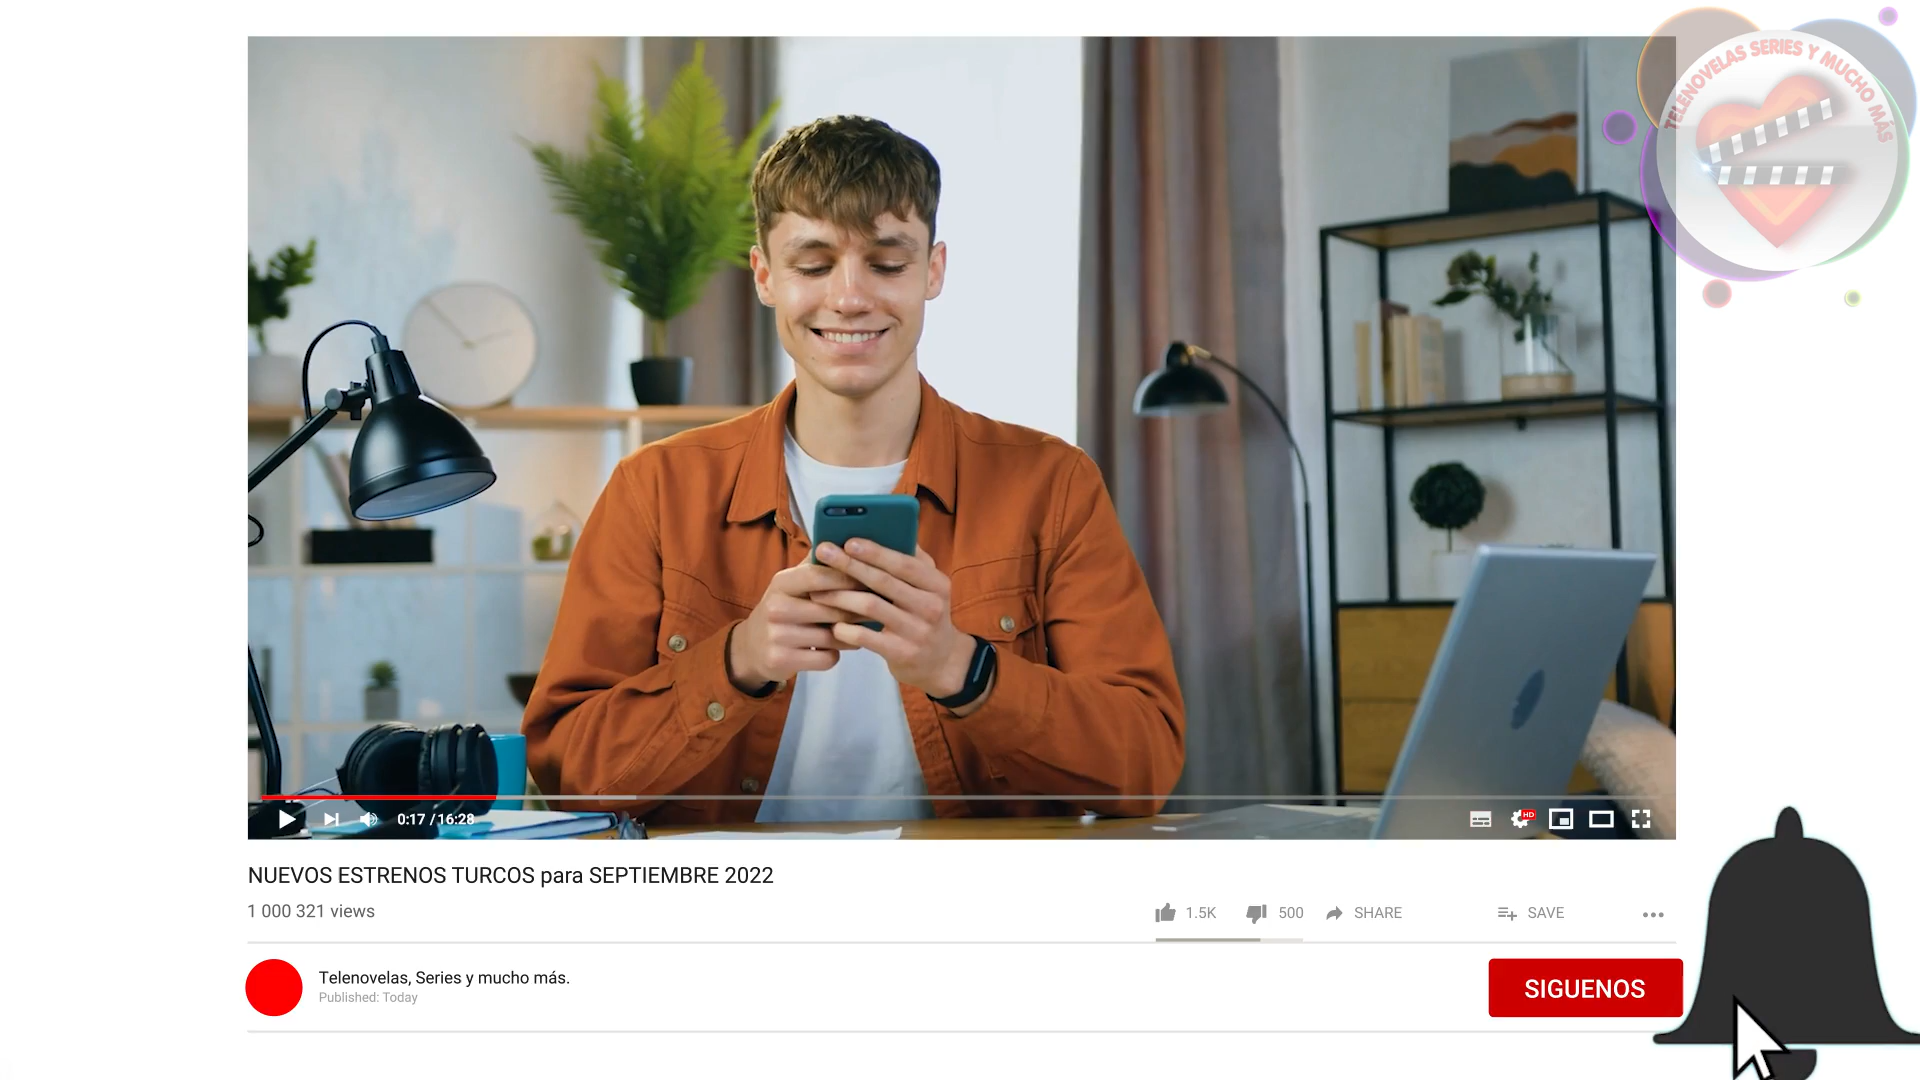 TELENOVELAS SERIES Y MUCHO MÁS
0:17 / 16:28
HD
NUEVOS ESTRENOS TURCOS para SEPTIEMBRE 2022
1 000 321 views
1.5K 500 SHARE SAVE
Telenovelas, Series y mucho más.
Published: Today
SIGUENOS